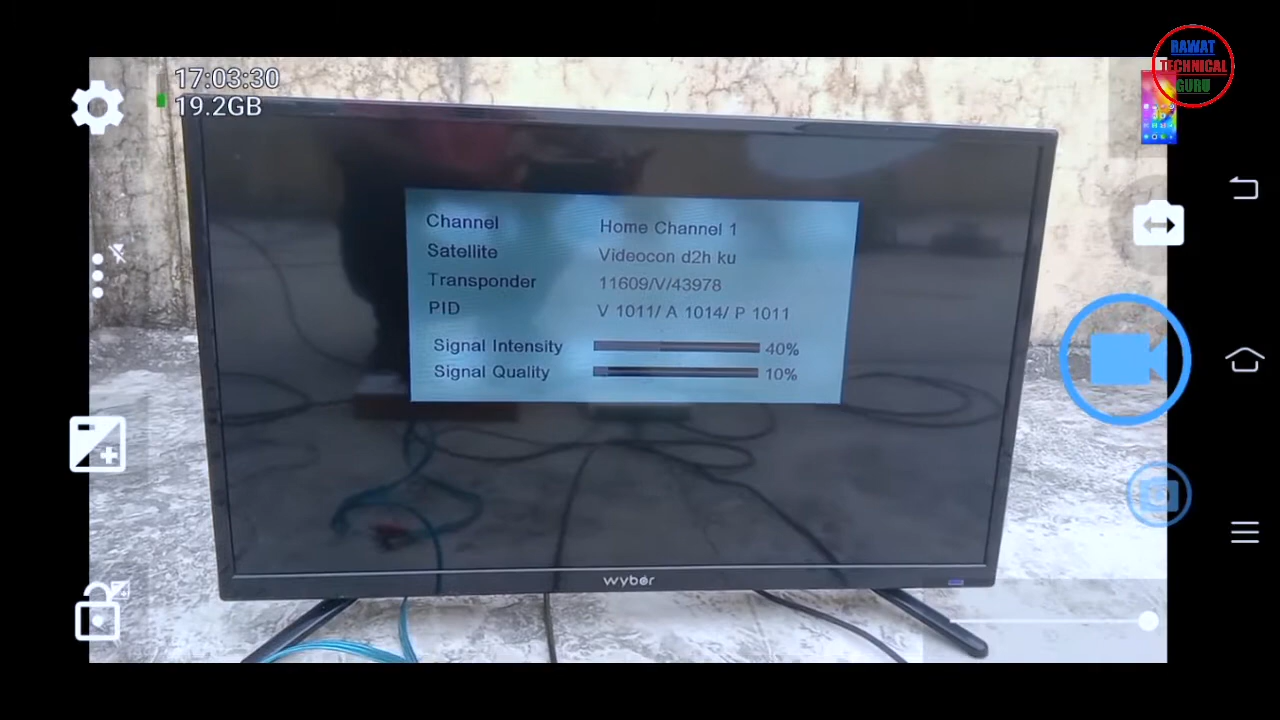 17:03:30
19.2GB
RAWAT
TECHNICAL
GURU
Channel Home Channel 1
Satellite Videocon d2h ku
Transponder 11609/V/43978
PID V 1011/ A 1014/ P 1011
Signal Intensity 40%
Signal Quality 10%
wybor